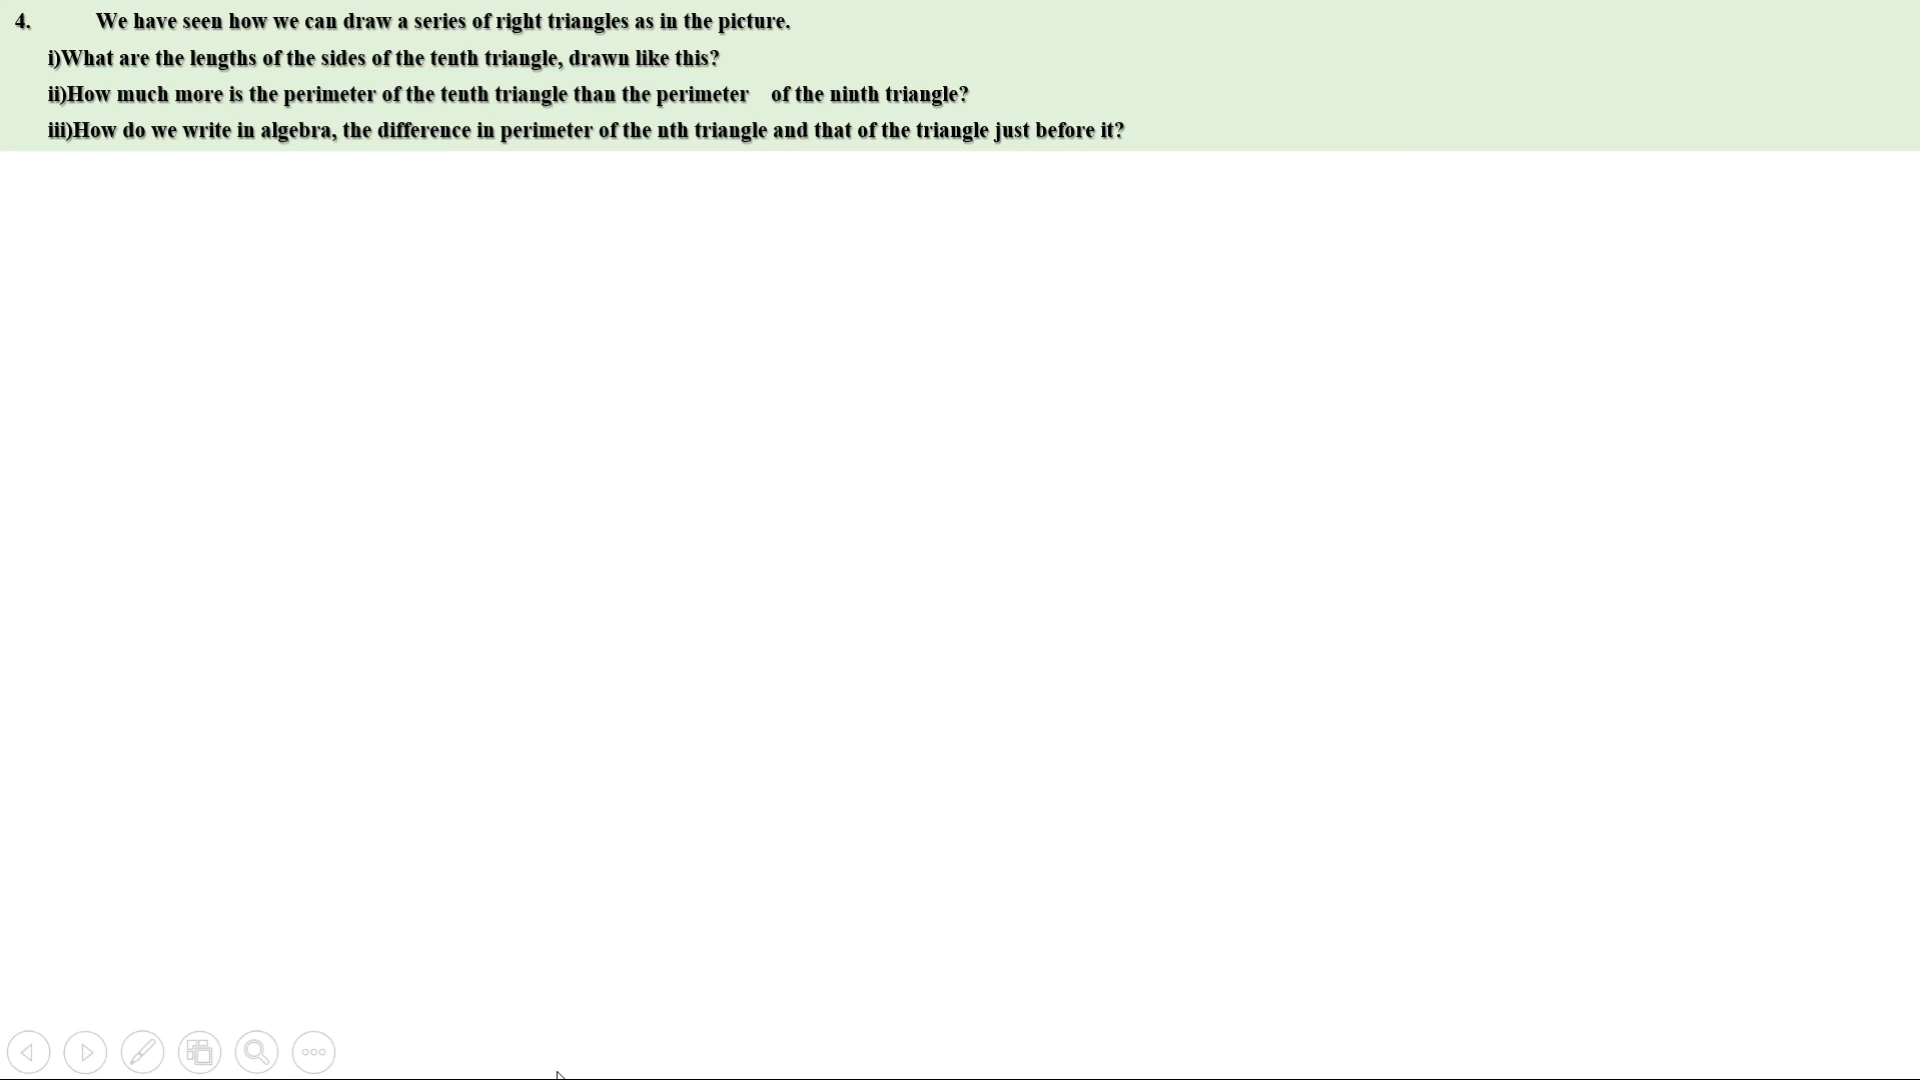 4. We have seen how we can draw a series of right triangles as in the picture.
i)What are the lengths of the sides of the tenth triangle, drawn like this?
ii)How much more is the perimeter of the tenth triangle than the perimeter of the ninth triangle?
iii)How do we write in algebra, the difference in perimeter of the nth triangle and that of the triangle just before it?